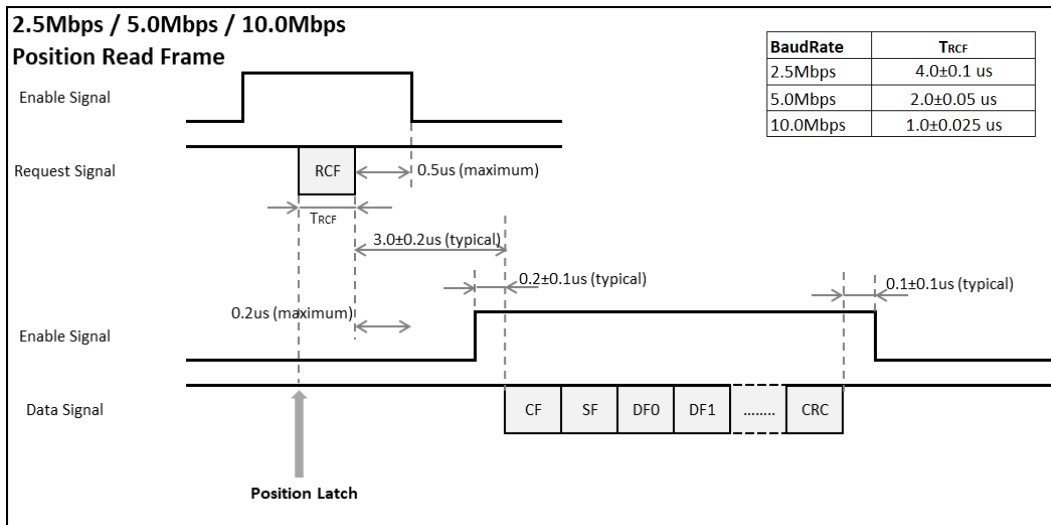 2.5Mbps / 5.0Mbps / 10.0Mbps
Position Read Frame
BaudRate TRCF
2.5Mbps 4.0±0.1 us
5.0Mbps 2.0±0.05 us
10.0Mbps 1.0±0.025 us
Enable Signal
Request Signal
RCF
0.5us (maximum)
TRCF
3.0±0.2us (typical)
0.2±0.1us (typical)
0.1±0.1us (typical)
0.2us (maximum)
Enable Signal
Data Signal
CF SF DF0 DF1 ........ CRC
Position Latch